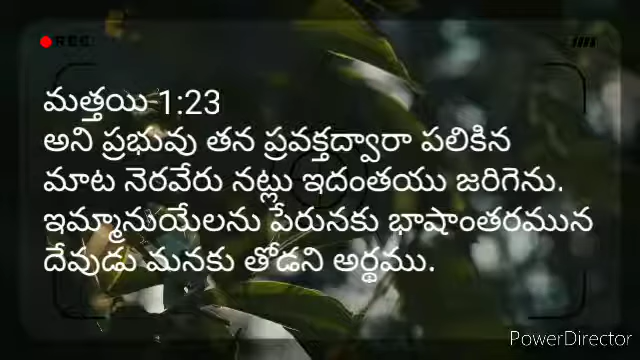 REC
మత్తయి 1:23
అని ప్రభువు తన ప్రవక్తద్వారా పలికిన
మాట నెరవేరు నట్లు ఇదంతయు జరిగెను.
ఇమ్మానుయేలను పేరునకు భాషాంతరమున
దేవుడు మనకు తోడని అర్థము.
PowerDirector